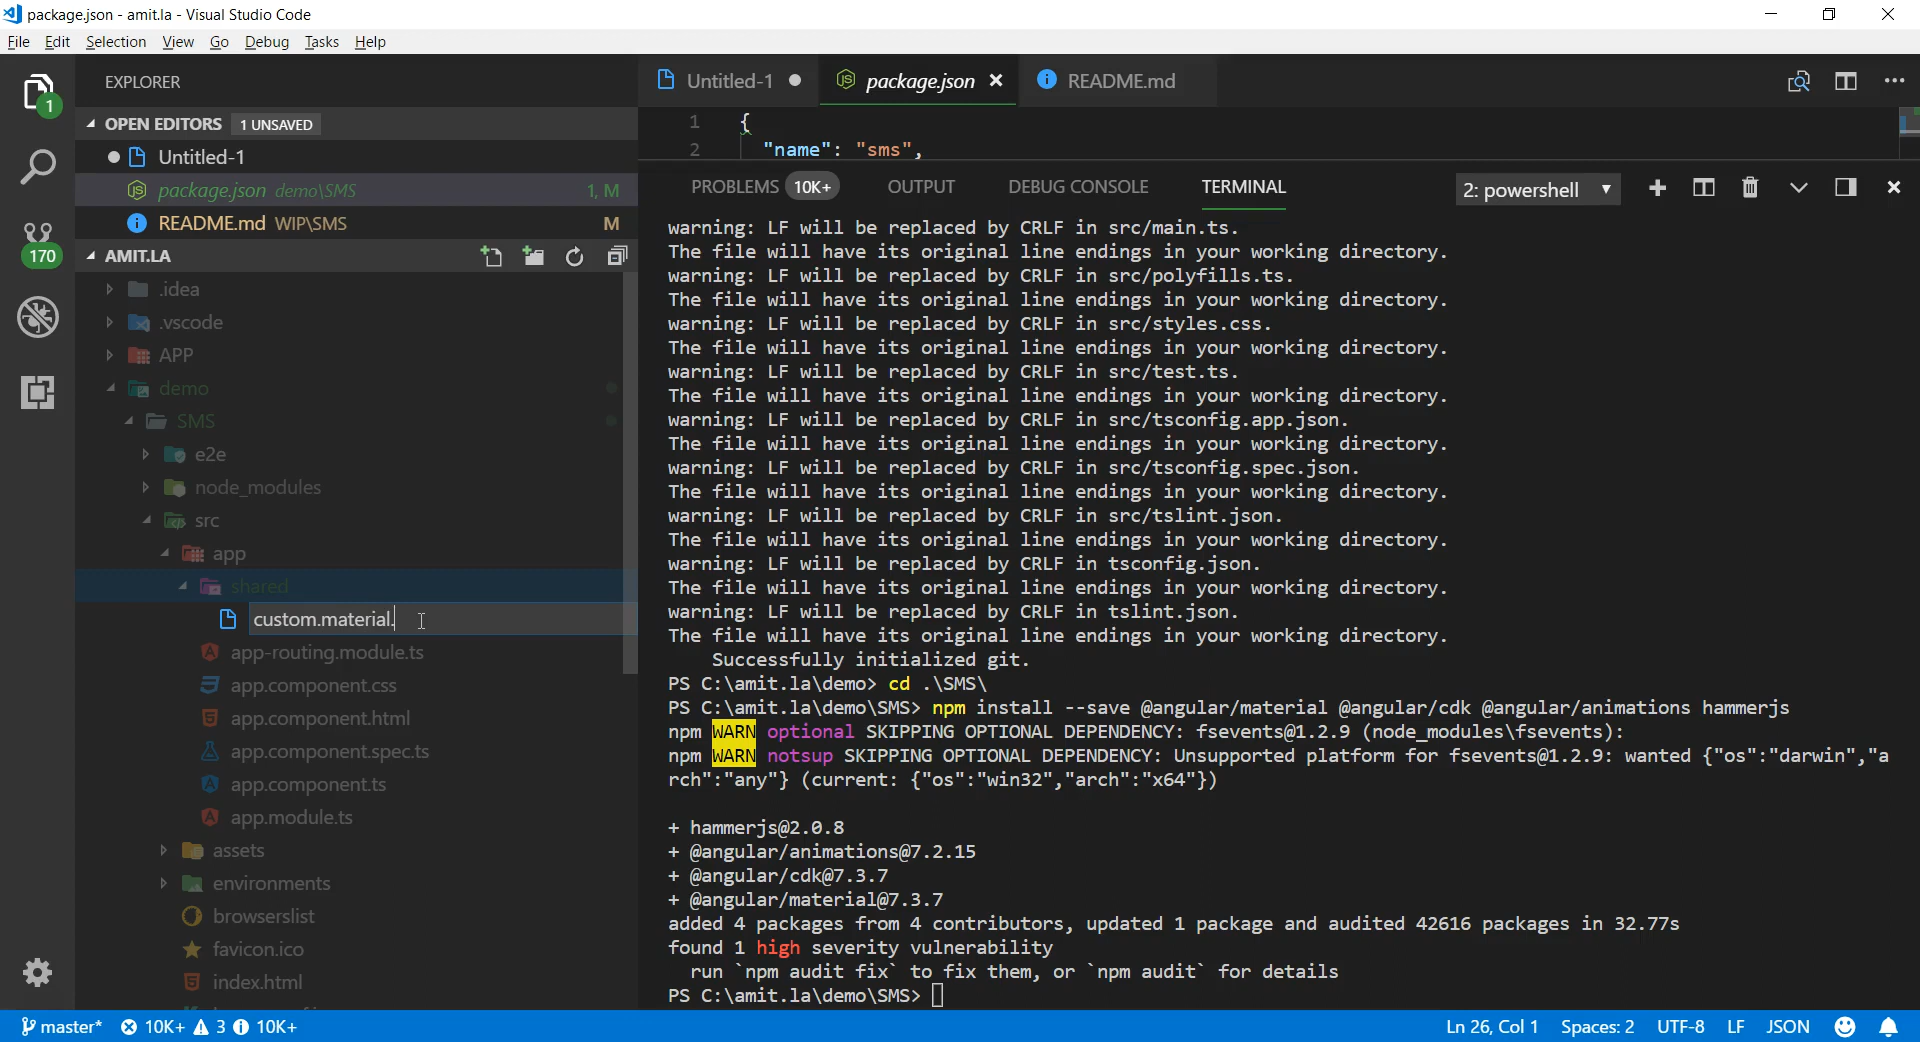 package.json - amit.la - Visual Studio Code
File Edit Selection View Go Debug Tasks Help
1
170
EXPLORER
OPEN EDITORS 1 UNSAVED
Untitled-1
package.json demo\SMS 1, M
README.md WIP\SMS M
AMIT.LA
.idea
.vscode
APP
demo
SMS
e2e
node_modules
src
app
shared
custom.material.
app-routing.module.ts
app.component.css
app.component.html
app.component.spec.ts
app.component.ts
app.module.ts
assets
environments
browserslist
favicon.ico
index.html
Untitled-1 package.json README.md
1 {
2 "name": "sms",
PROBLEMS 10K+ OUTPUT DEBUG CONSOLE TERMINAL 2: powershell
warning: LF will be replaced by CRLF in src/main.ts.
The file will have its original line endings in your working directory.
warning: LF will be replaced by CRLF in src/polyfills.ts.
The file will have its original line endings in your working directory.
warning: LF will be replaced by CRLF in src/styles.css.
The file will have its original line endings in your working directory.
warning: LF will be replaced by CRLF in src/test.ts.
The file will have its original line endings in your working directory.
warning: LF will be replaced by CRLF in src/tsconfig.app.json.
The file will have its original line endings in your working directory.
warning: LF will be replaced by CRLF in src/tsconfig.spec.json.
The file will have its original line endings in your working directory.
warning: LF will be replaced by CRLF in src/tslint.json.
The file will have its original line endings in your working directory.
warning: LF will be replaced by CRLF in tsconfig.json.
The file will have its original line endings in your working directory.
warning: LF will be replaced by CRLF in tslint.json.
The file will have its original line endings in your working directory.
Successfully initialized git.
PS C:\amit.la\demo> cd .\SMS\
PS C:\amit.la\demo\SMS> npm install --save @angular/material @angular/cdk @angular/animations hammerjs
npm WARN optional SKIPPING OPTIONAL DEPENDENCY: fsevents@1.2.9 (node_modules\fsevents):
npm WARN notsup SKIPPING OPTIONAL DEPENDENCY: Unsupported platform for fsevents@1.2.9: wanted {"os":"darwin","a
rch":"any"} (current: {"os":"win32","arch":"x64"})
+ hammerjs@2.0.8
+ @angular/animations@7.2.15
+ @angular/cdk@7.3.7
+ @angular/material@7.3.7
added 4 packages from 4 contributors, updated 1 package and audited 42616 packages in 32.77s
found 1 high severity vulnerability
run `npm audit fix` to fix them, or `npm audit` for details
PS C:\amit.la\demo\SMS>
master* 10K+ 3 10K+ Ln 26, Col 1 Spaces: 2 UTF-8 LF JSON